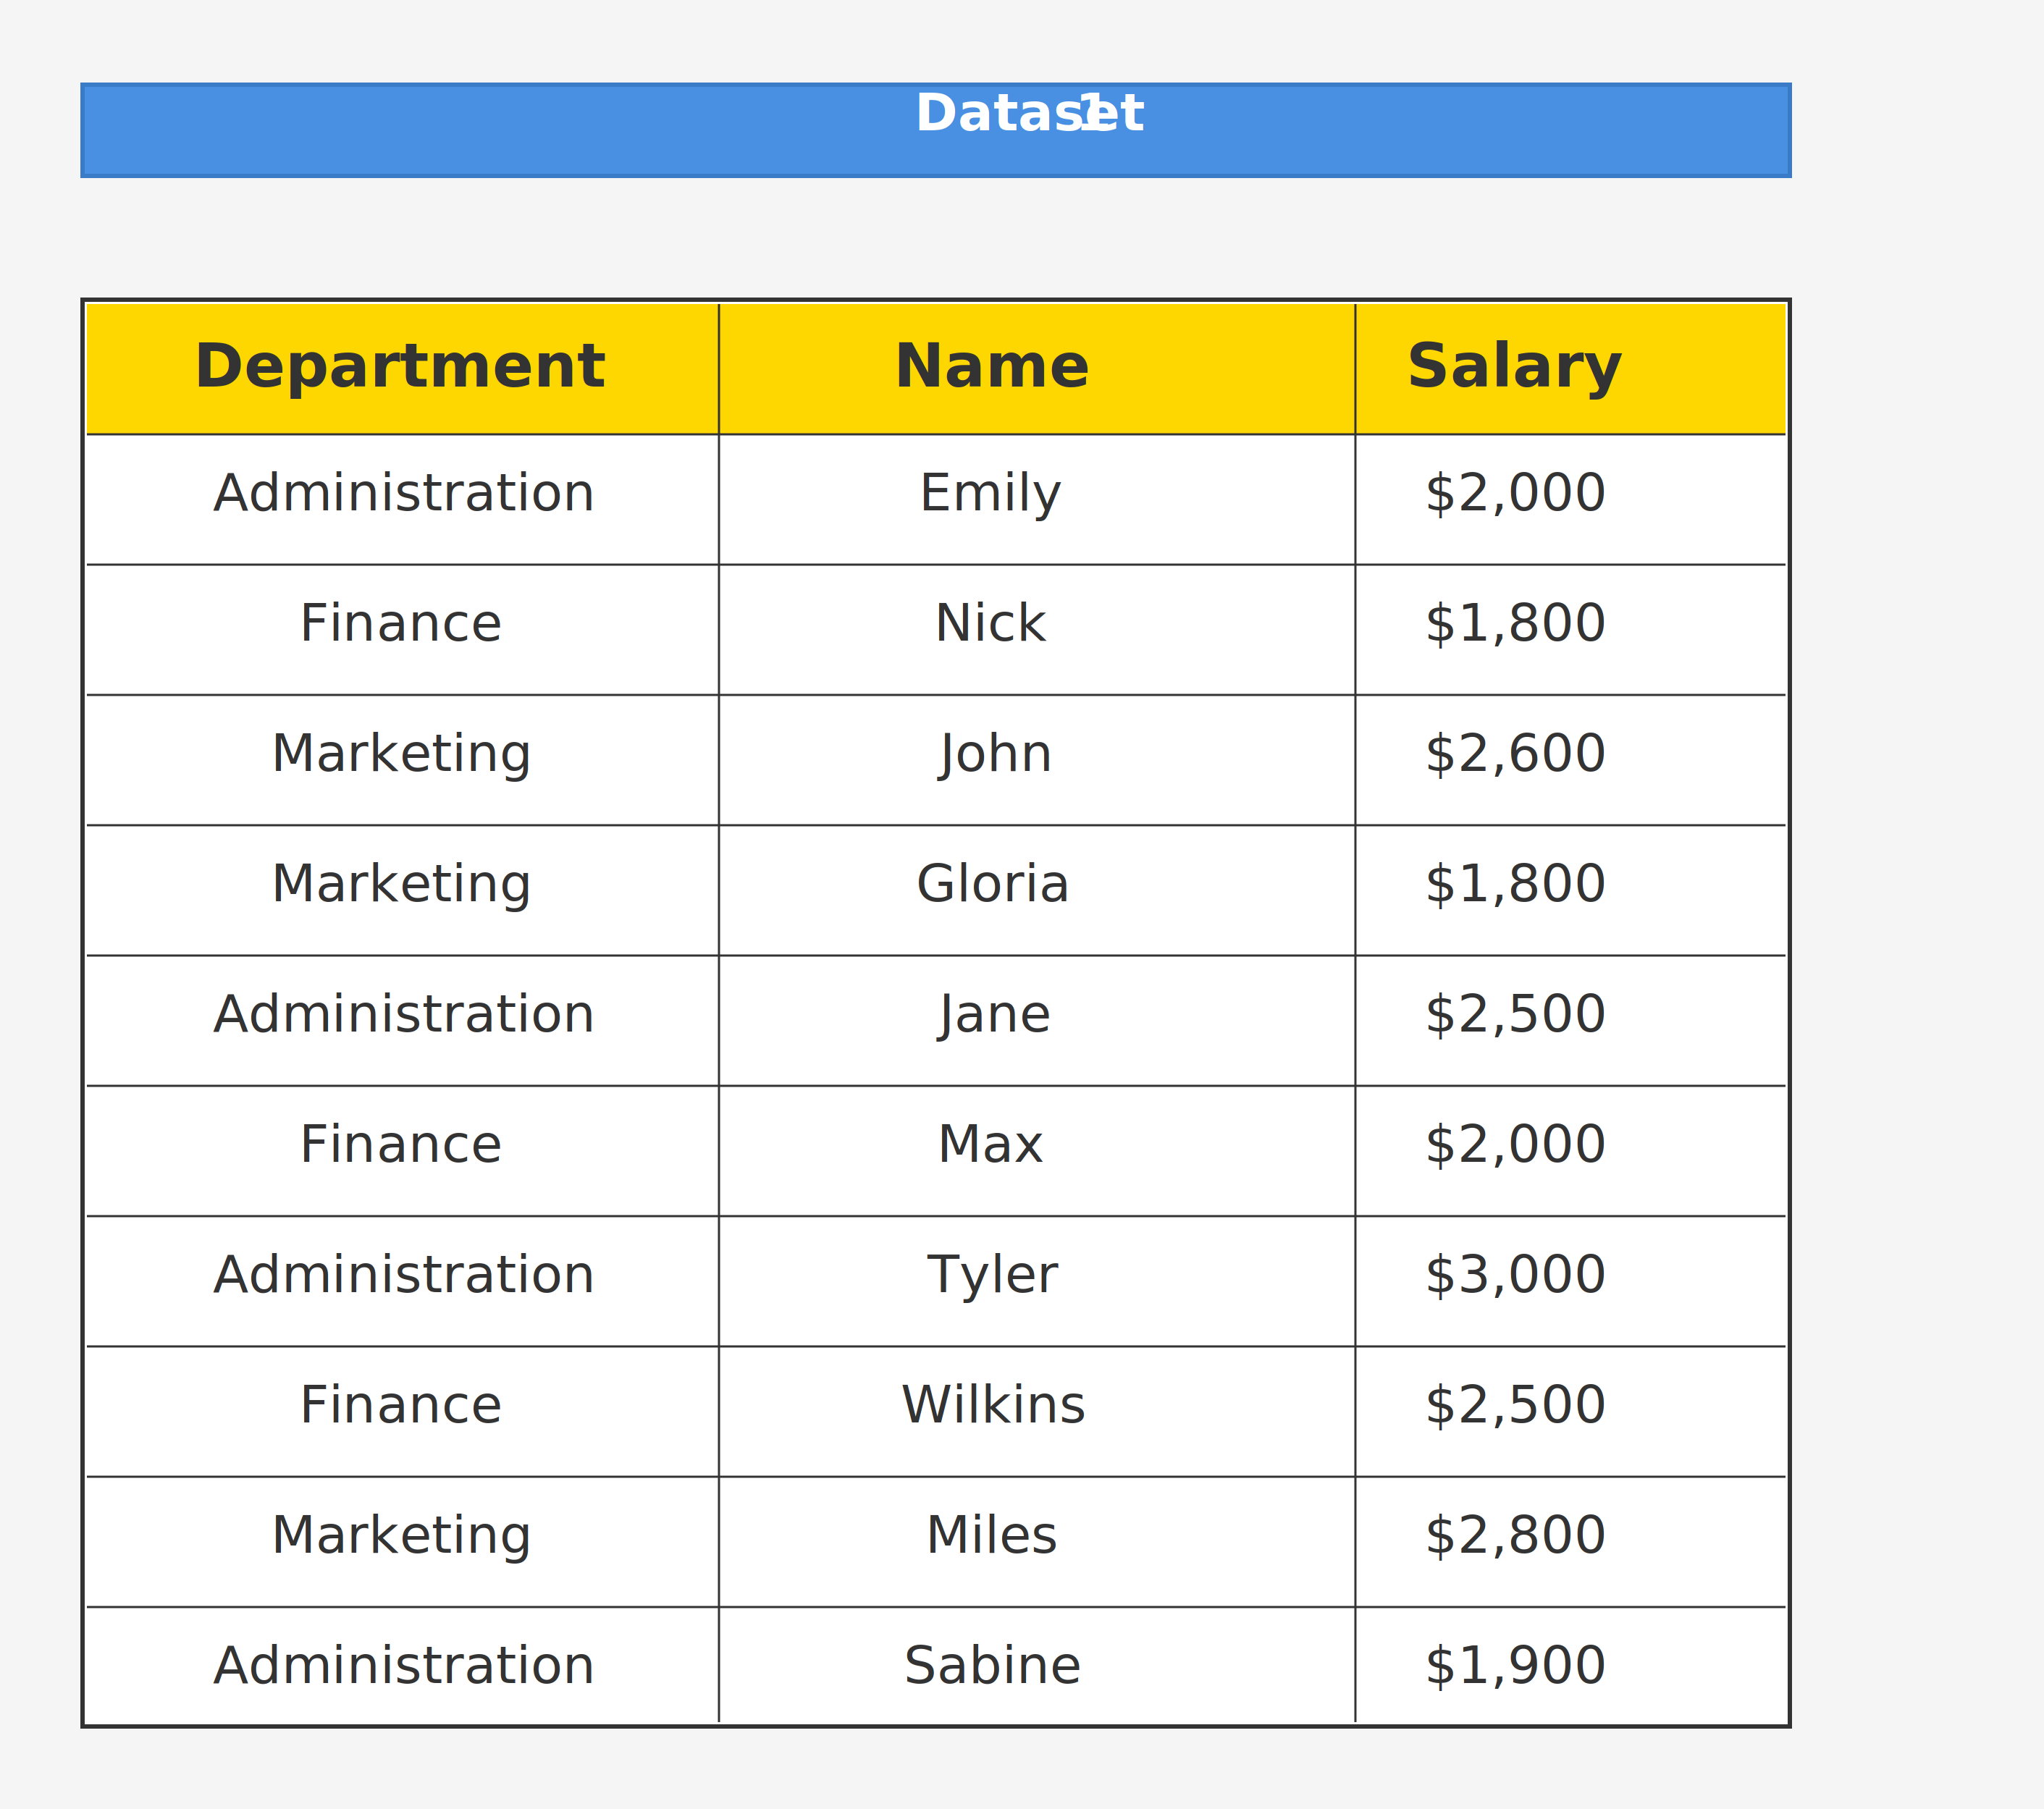 Dataset 1
Department Name Salary
Administration Emily $2,000
Finance Nick $1,800
Marketing John $2,600
Marketing Gloria $1,800
Administration Jane $2,500
Finance Max $2,000
Administration Tyler $3,000
Finance Wilkins $2,500
Marketing Miles $2,800
Administration Sabine $1,900